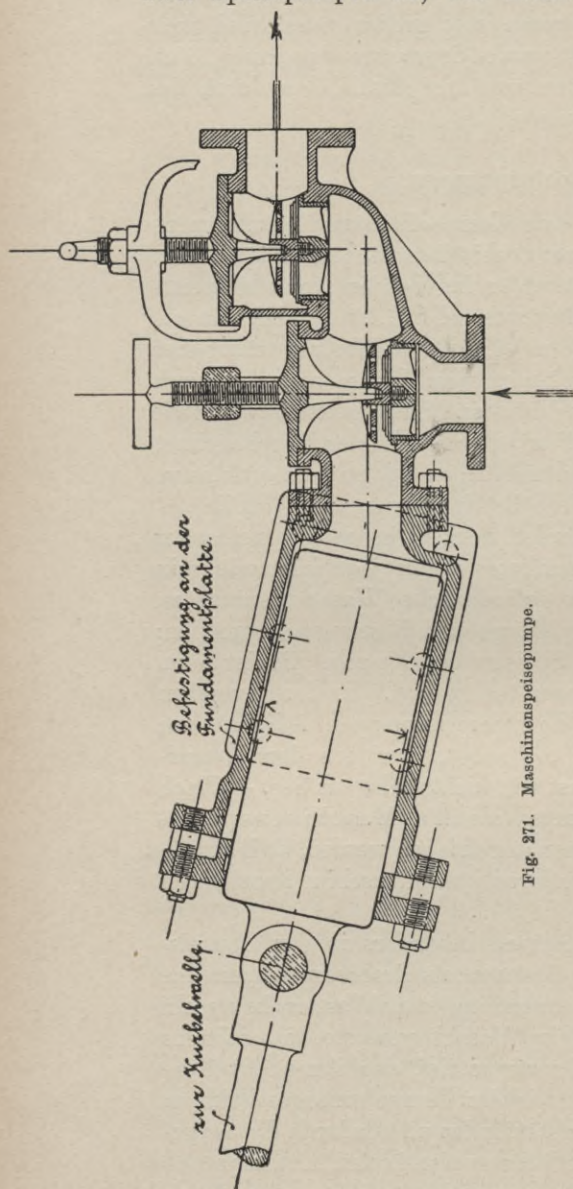 Befestigung an der
Fundamentplatte.
zur Kurbelwelle.
Fig. 271. Maschinenspeisepumpe.